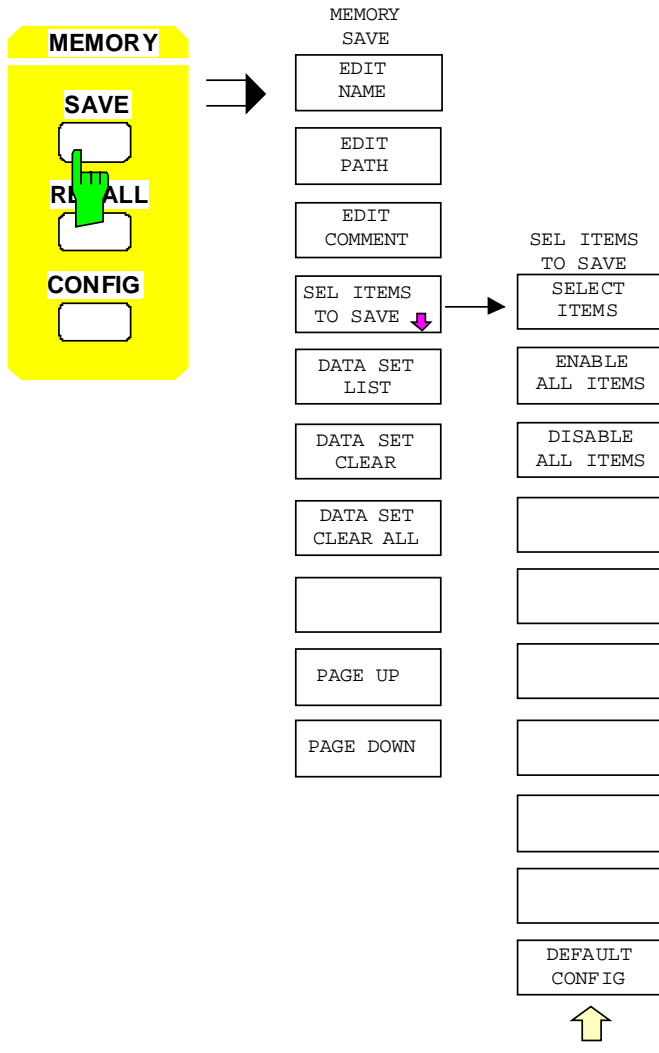 MEMORY
SAVE
RECALL
CONFIG
MEMORY
SAVE
EDIT
NAME
EDIT
PATH
EDIT
COMMENT
SEL ITEMS
TO SAVE
DATA SET
LIST
DATA SET
CLEAR
DATA SET
CLEAR ALL
PAGE UP
PAGE DOWN
SEL ITEMS
TO SAVE
SELECT
ITEMS
ENABLE
ALL ITEMS
DISABLE
ALL ITEMS
DEFAULT
CONFIG